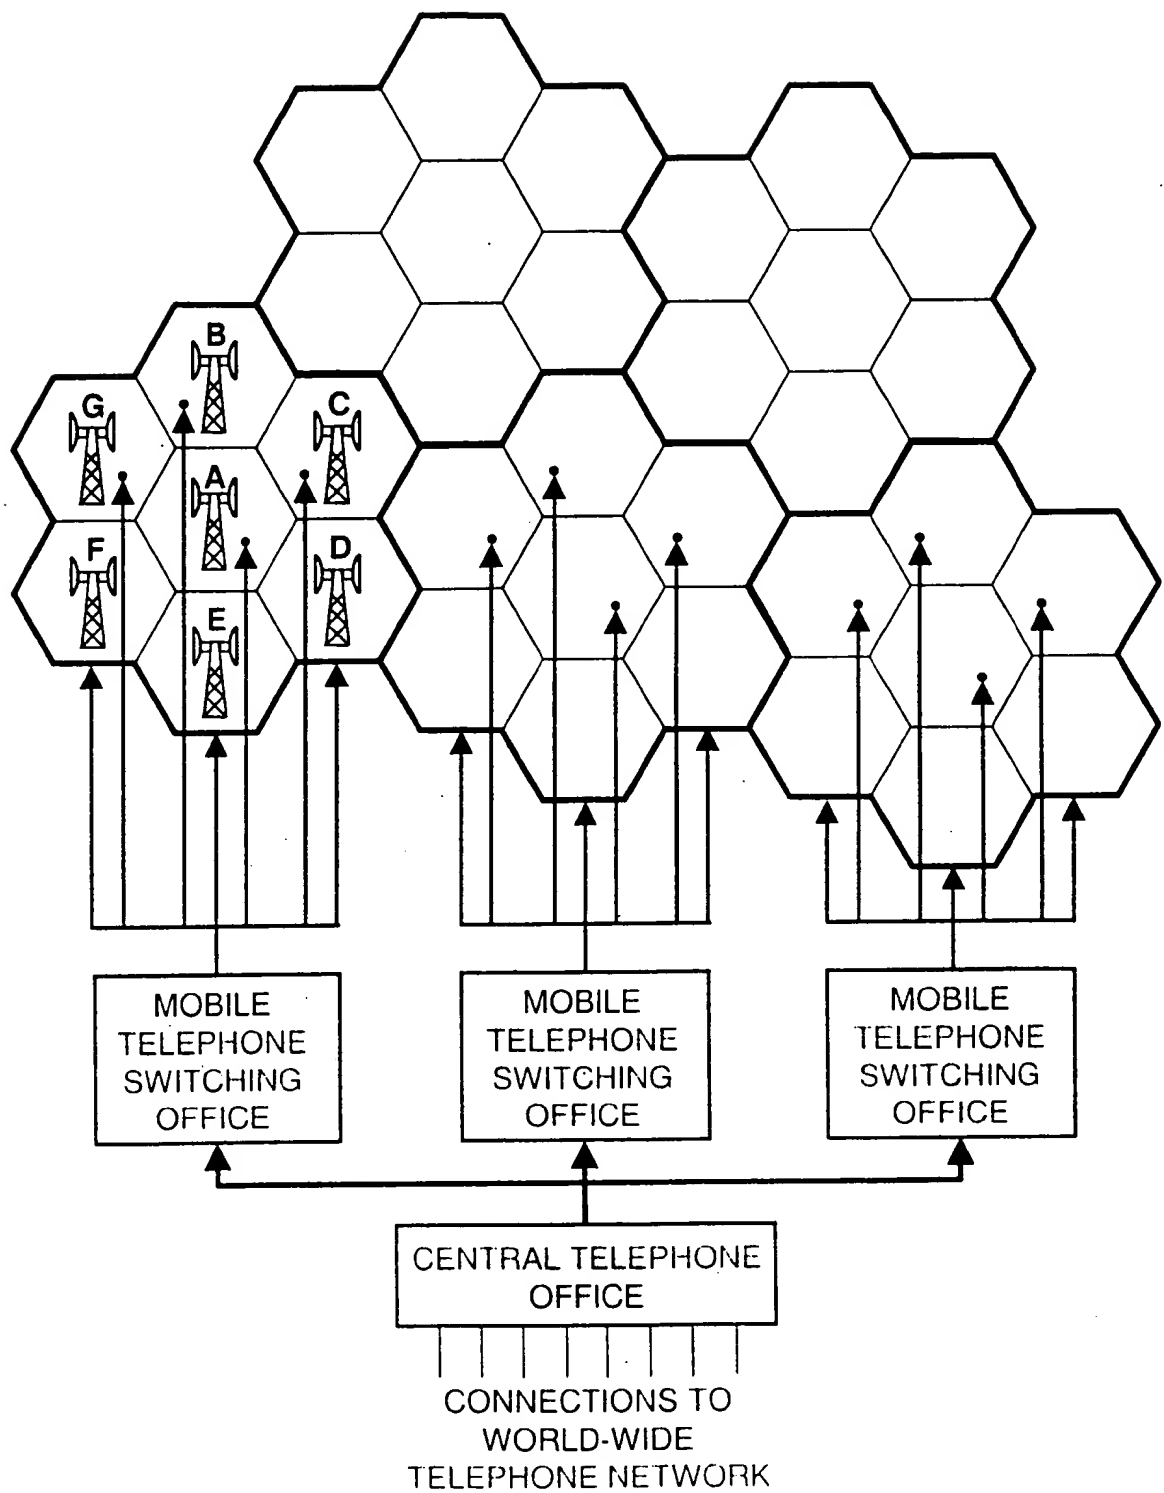 B
G
C
A
F
D
E
MOBILE
TELEPHONE
SWITCHING
OFFICE
MOBILE
TELEPHONE
SWITCHING
OFFICE
MOBILE
TELEPHONE
SWITCHING
OFFICE
CENTRAL TELEPHONE
OFFICE
CONNECTIONS TO
WORLD-WIDE
TELEPHONE NETWORK